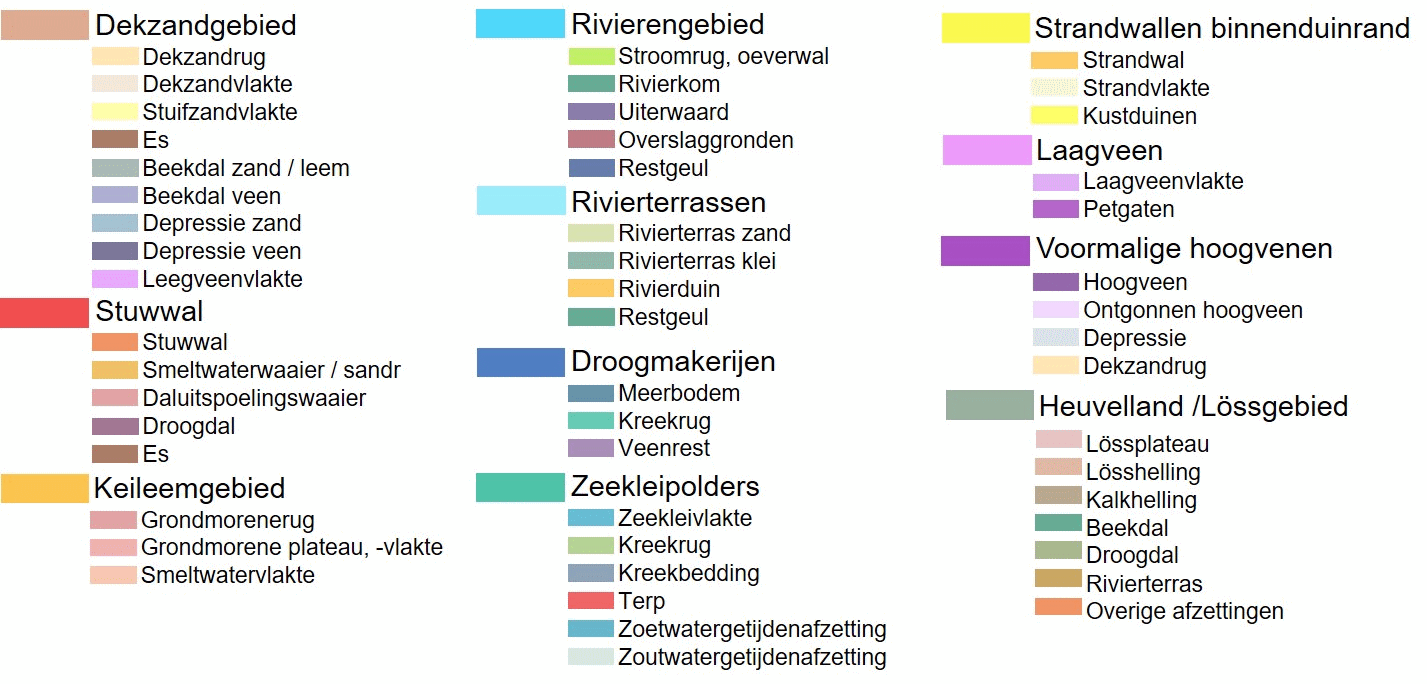 Dekzandgebied
Dekzandrug
Dekzandvlakte
Stuifzandvlakte
Es
Beekdal zand / leem
Beekdal veen
Depressie zand
Depressie veen
Leegveenvlakte
Stuwwal
Stuwwal
Smeltwaterwaaier / sandr
Daluitspoelingswaaier
Droogdal
Es
Keileemgebied
Grondmorenerug
Grondmorene plateau, -vlakte
Smeltwatervlakte
Rivierengebied
Stroomrug, oeverwal
Rivierkom
Uiterwaard
Overslaggronden
Restgeul
Rivierterrassen
Rivierterras zand
Rivierterras klei
Rivierduin
Restgeul
Droogmakerijen
Meerbodem
Kreekrug
Veenrest
Zeekleipolders
Zeekleivlakte
Kreekrug
Kreekbedding
Terp
Zoetwatergetijdenafzetting
Zoutwatergetijdenafzetting
Strandwallen binnenduinrand
Strandwal
Strandvlakte
Kustduinen
Laagveen
Laagveenvlakte
Petgaten
Voormalige hoogvenen
Hoogveen
Ontgonnen hoogveen
Depressie
Dekzandrug
Heuvelland /Lössgebied
Lössplateau
Lösshelling
Kalkhelling
Beekdal
Droogdal
Rivierterras
Overige afzettingen